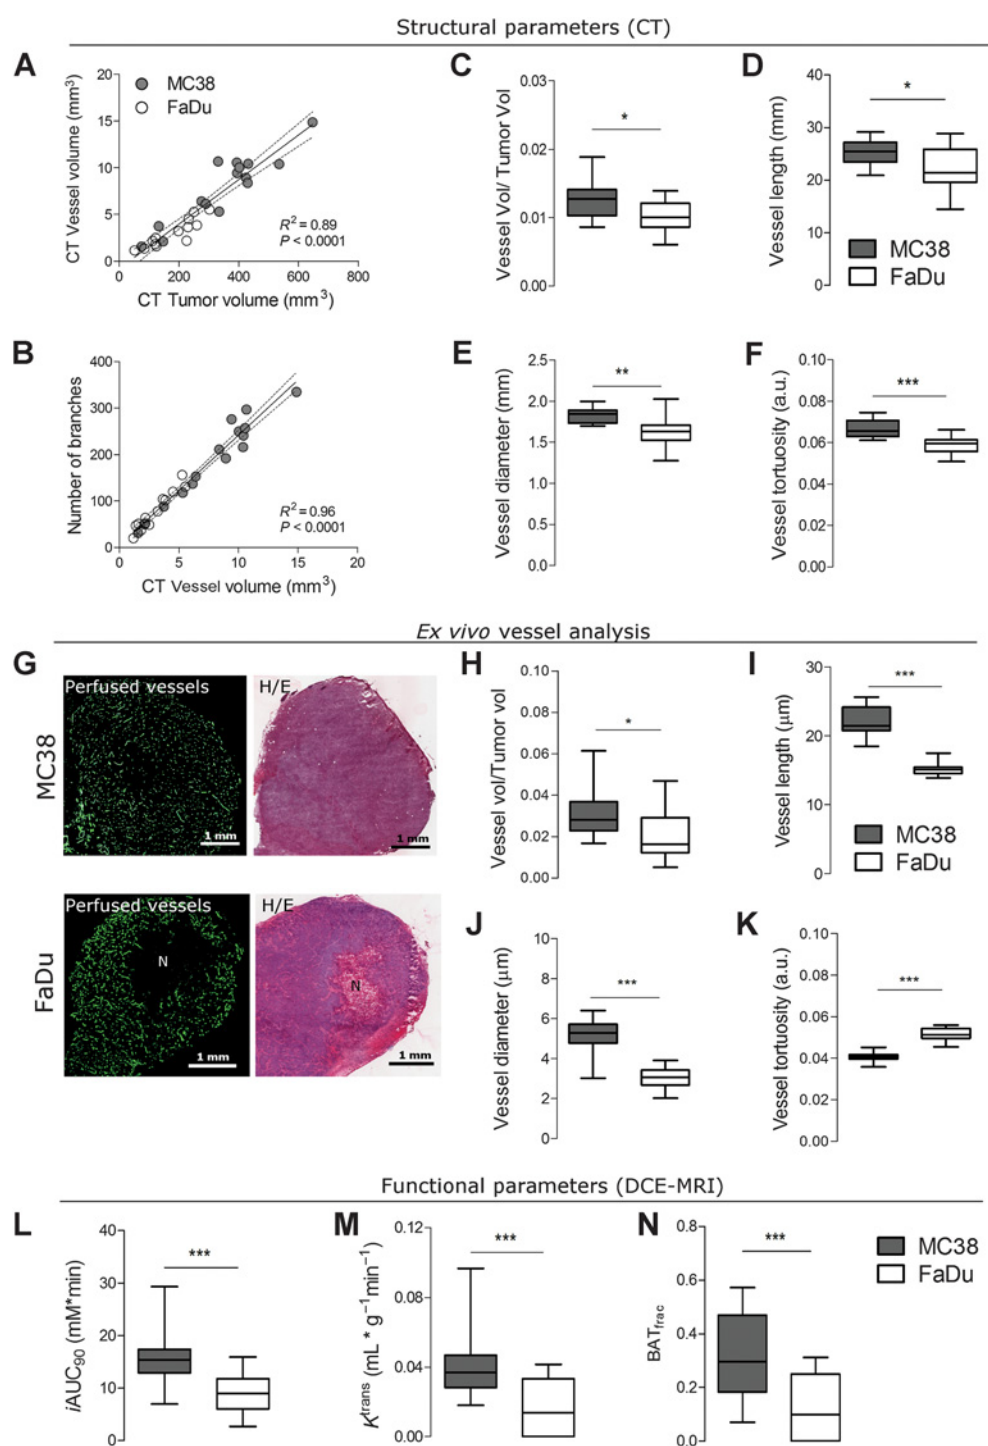 Structural parameters (CT)
A
CT Vessel volume (mm³)
20
15
10
5
0
MC38
FaDu
R² = 0.89
P < 0.0001
0 200 400 600 800
CT Tumor volume (mm³)
C
Vessel Vol/ Tumor Vol
0.03
0.02
0.01
0.00
*
D
Vessel length (mm)
40
30
20
10
0
*
MC38
FaDu
B
Number of branches
400
300
200
100
0
R² = 0.96
P < 0.0001
0 5 10 15 20
CT Vessel volume (mm³)
E
Vessel diameter (mm)
2.5
2.0
1.5
1.0
0.5
0.0
**
F
Vessel tortuosity (a.u.)
0.10
0.08
0.06
0.04
0.02
0.00
***
Ex vivo vessel analysis
G
MC38
Perfused vessels
1 mm
H/E
1 mm
FaDu
Perfused vessels
N
1 mm
H/E
N
1 mm
H
Vessel vol/Tumor vol
0.10
0.08
0.06
0.04
0.02
0.00
*
I
Vessel length (μm)
30
20
10
0
***
MC38
FaDu
J
Vessel diameter (μm)
10
8
6
4
2
0
***
K
Vessel tortuosity (a.u.)
0.10
0.08
0.06
0.04
0.02
0.00
***
Functional parameters (DCE-MRI)
L
iAUC₉₀ (mM*min)
40
30
20
10
0
***
M
Kᵗʳᵃⁿˢ (mL * g⁻¹min⁻¹)
0.12
0.08
0.04
0.00
***
N
BATfrac
0.8
0.6
0.4
0.2
0.0
***
MC38
FaDu